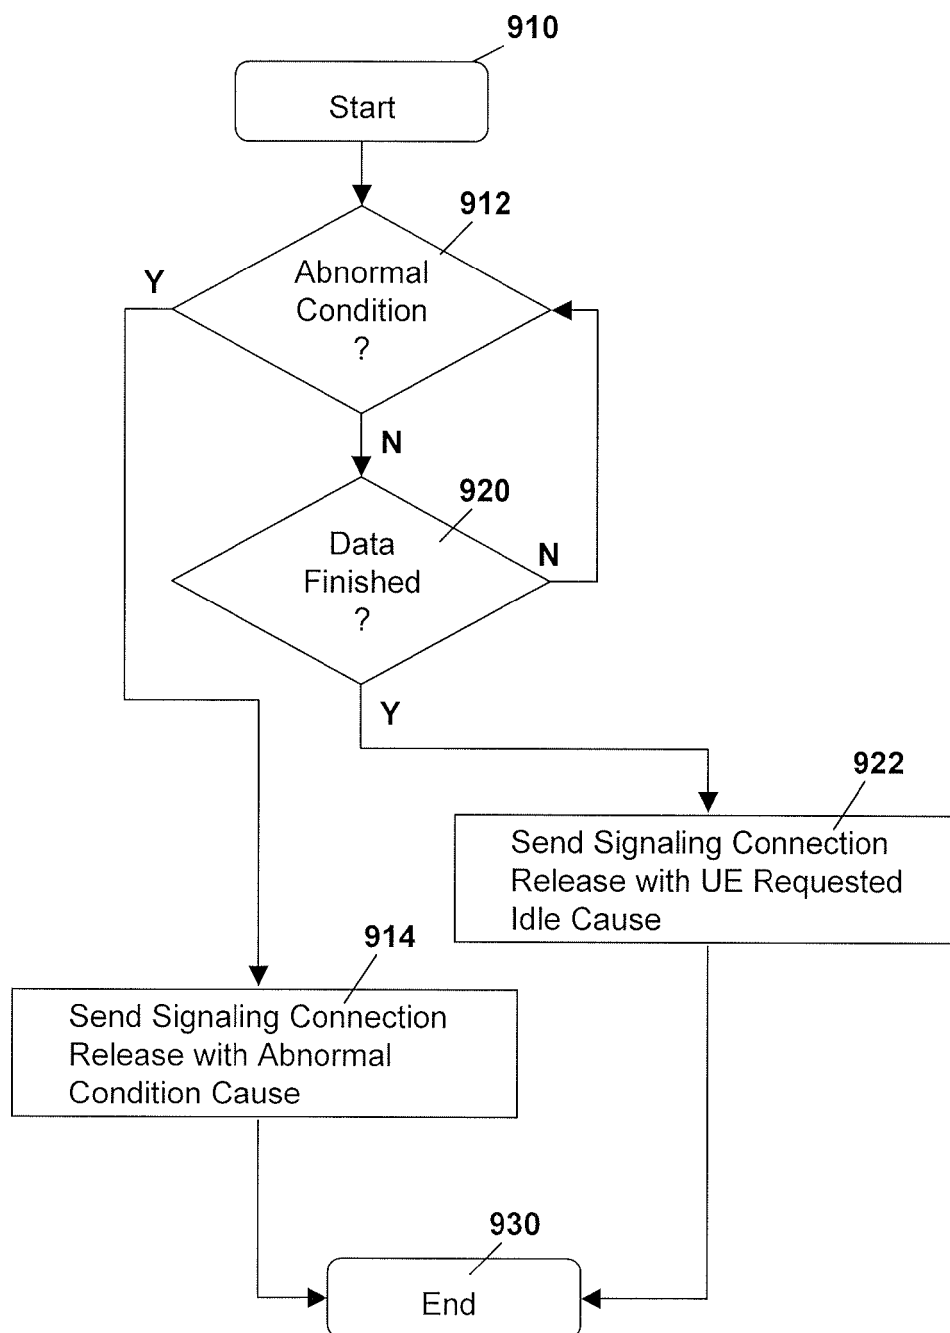 910
Start
912
Y
Abnormal
Condition
?
N
920
Data
Finished
?
N
Y
922
Send Signaling Connection
Release with UE Requested
Idle Cause
914
Send Signaling Connection
Release with Abnormal
Condition Cause
930
End